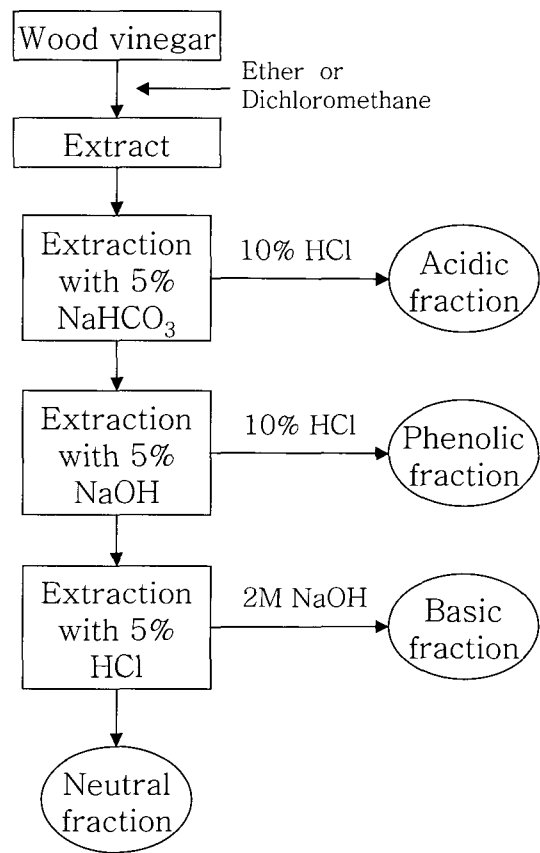 Wood vinegar
Ether or
Dichloromethane
Extract
Extraction
with 5%
NaHCO₃
10% HCl
Acidic
fraction
Extraction
with 5%
NaOH
10% HCl
Phenolic
fraction
Extraction
with 5%
HCl
2M NaOH
Basic
fraction
Neutral
fraction